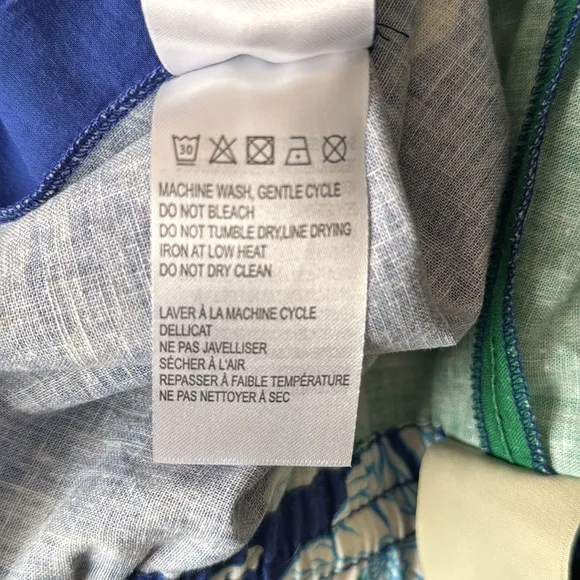 30
MACHINE WASH, GENTLE CYCLE
DO NOT BLEACH
DO NOT TUMBLE DRY,LINE DRYING
IRON AT LOW HEAT
DO NOT DRY CLEAN
LAVER À LA MACHINE CYCLE
DELLICAT
NE PAS JAVELLISER
SÉCHER À L'AIR
REPASSER À FAIBLE TEMPÉRATURE
NE PAS NETTOYER À SEC